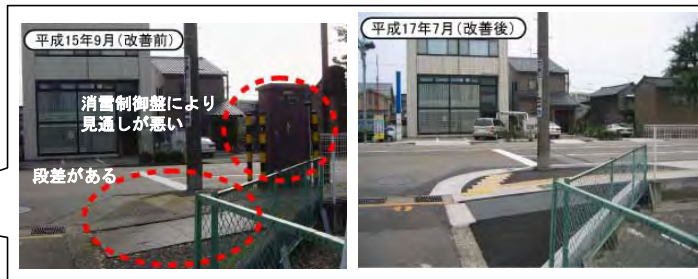 平成15年9月(改善前)
消雪制御盤により
見通しが悪い
段差がある
平成17年7月(改善後)